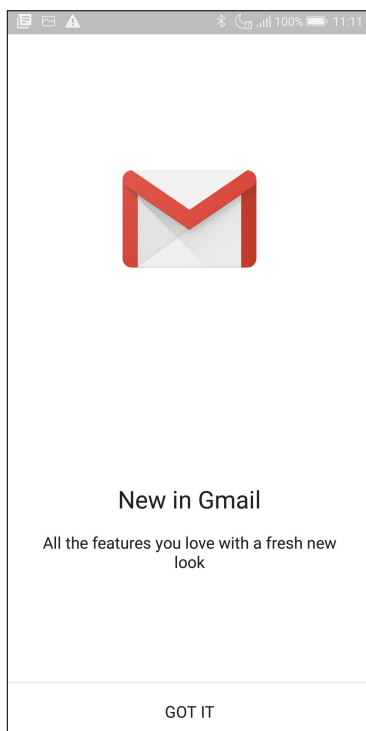 100% 11:11
New in Gmail
All the features you love with a fresh new
look
GOT IT